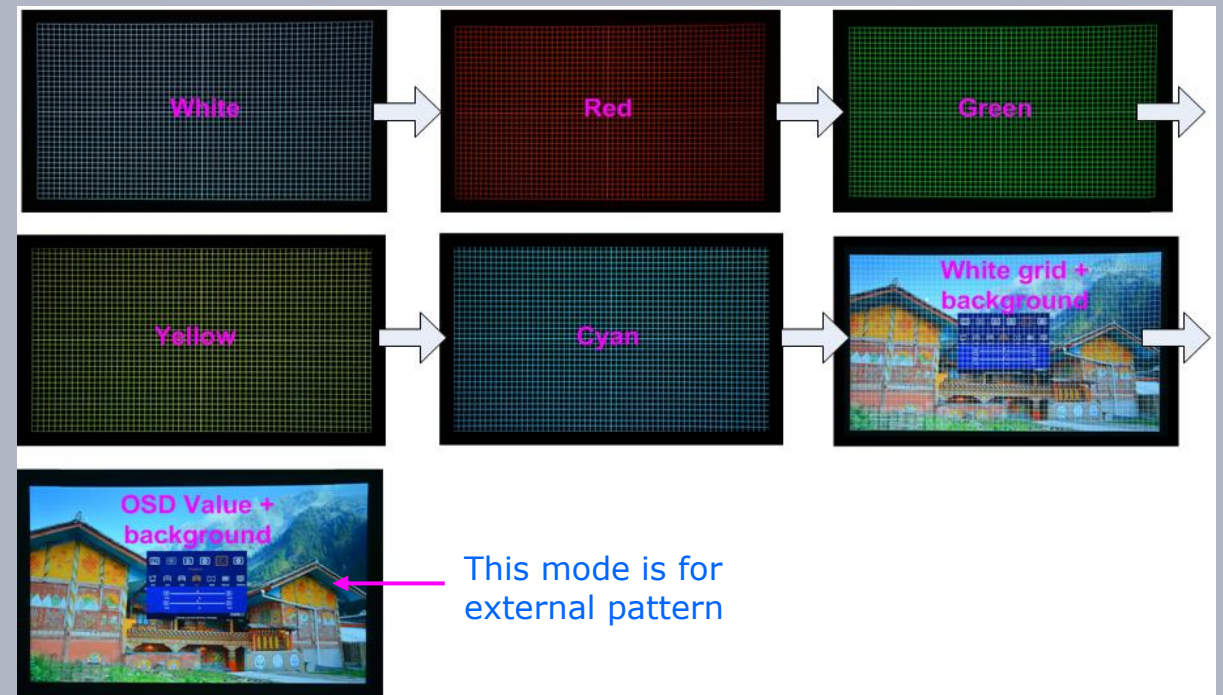 White
Red
Green
Yellow
Cyan
White grid +
background
OSD Value +
background
This mode is for
external pattern